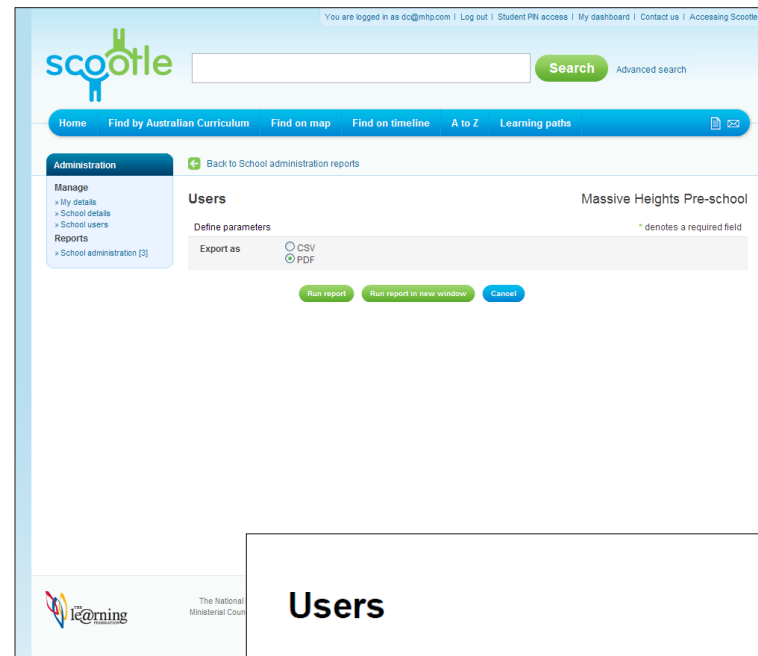 You are logged in as dc@mhp.com | Log out | Student PIN access | My dashboard | Contact us | Accessing Scootle
scootle
Search
Advanced search
Home Find by Australian Curriculum Find on map Find on timeline A to Z Learning paths
Administration
Manage
» My details
» School details
» School users
Reports
» School administration [3]
Back to School administration reports
Users
Massive Heights Pre-school
Define parameters
* denotes a required field
Export as
CSV
PDF
Run report
Run report in new window
Cancel
THE
le@rning
FEDERATION
The National
Ministerial Coun
Users